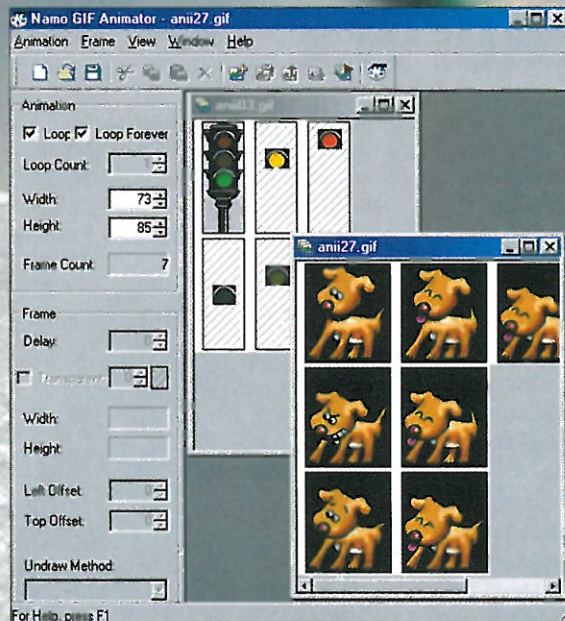 Namo GIF Animator - anii27.gif
Animation Frame View Window Help
Animation
Loop Loop Forever
Loop Count:
Width: 73
Height: 85
Frame Count: 7
Frame
Delay:
Transparent
Width:
Height:
Left Offset:
Top Offset:
Undraw Method:
anii03.gif
anii27.gif
For Help, press F1